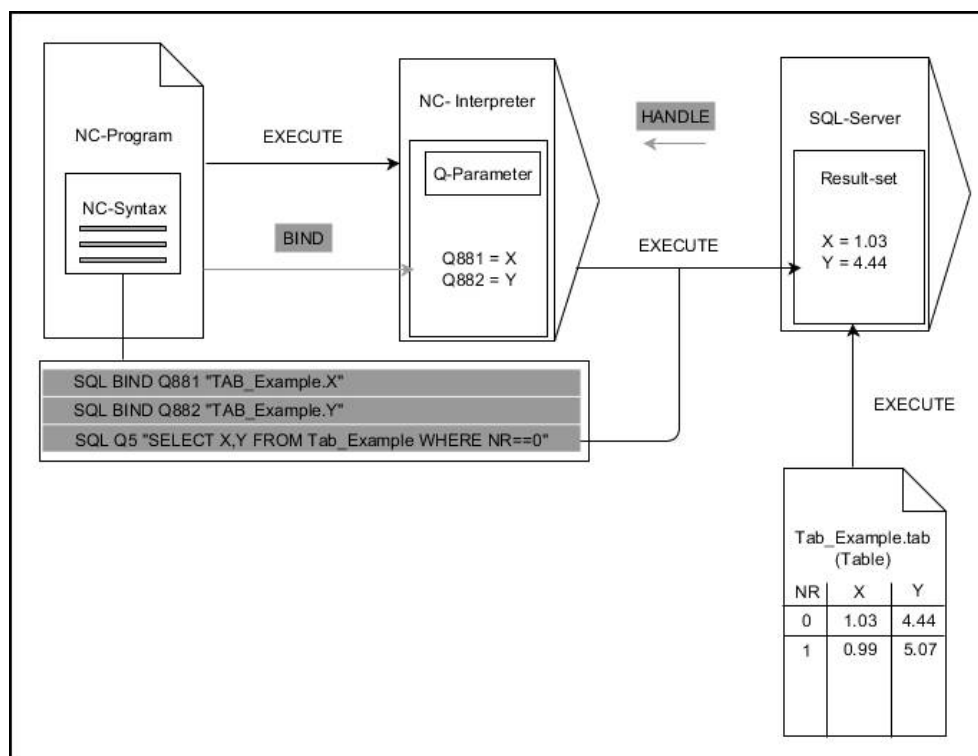 NC-Program
NC-Syntax
EXECUTE
BIND
NC- Interpreter
Q-Parameter
Q881 = X
Q882 = Y
HANDLE
EXECUTE
SQL-Server
Result-set
X = 1.03
Y = 4.44
SQL BIND Q881 "TAB_Example.X"
SQL BIND Q882 "TAB_Example.Y"
SQL Q5 "SELECT X,Y FROM Tab_Example WHERE NR==0"
EXECUTE
Tab_Example.tab
(Table)
NR X Y
0 1.03 4.44
1 0.99 5.07